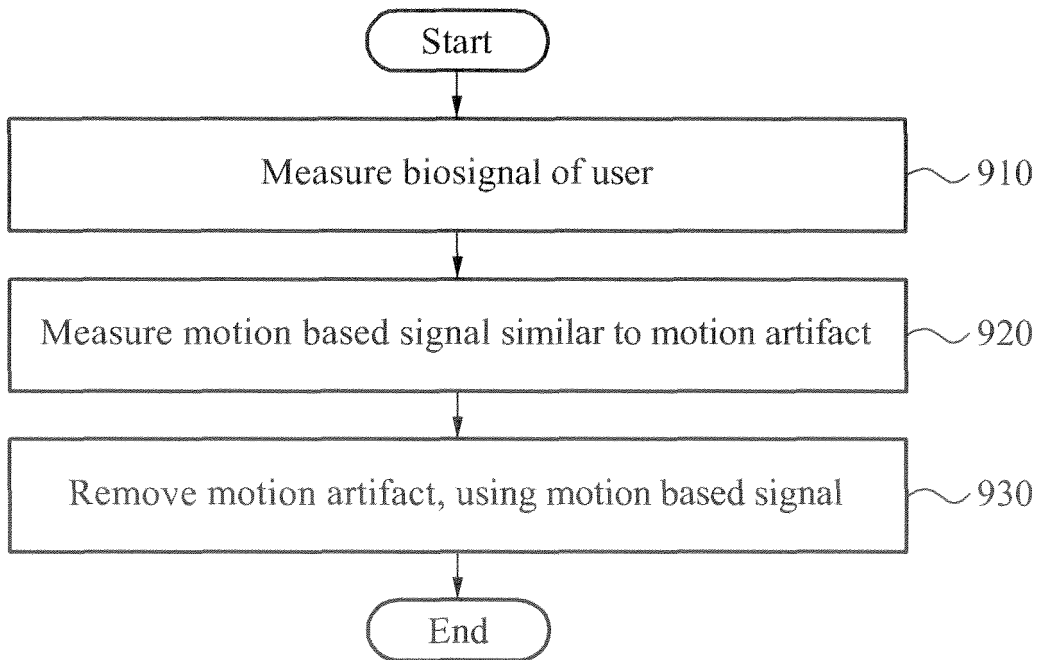 Start
Measure biosignal of user
910
Measure motion based signal similar to motion artifact
920
Remove motion artifact, using motion based signal
930
End